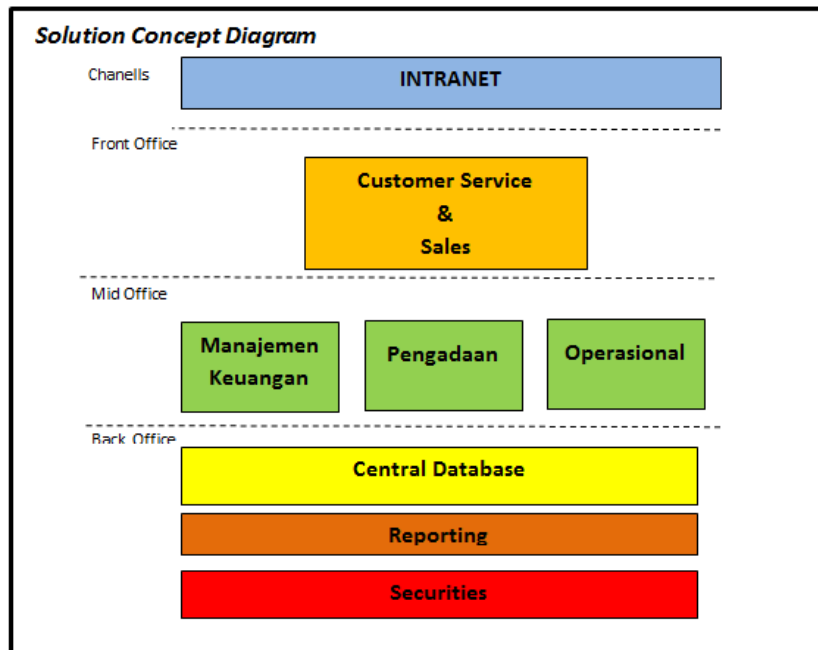 Solution Concept Diagram
Chanells
INTRANET
Front Office
Customer Service
&
Sales
Mid Office
Manajemen
Keuangan
Pengadaan
Operasional
Back Office
Central Database
Reporting
Securities